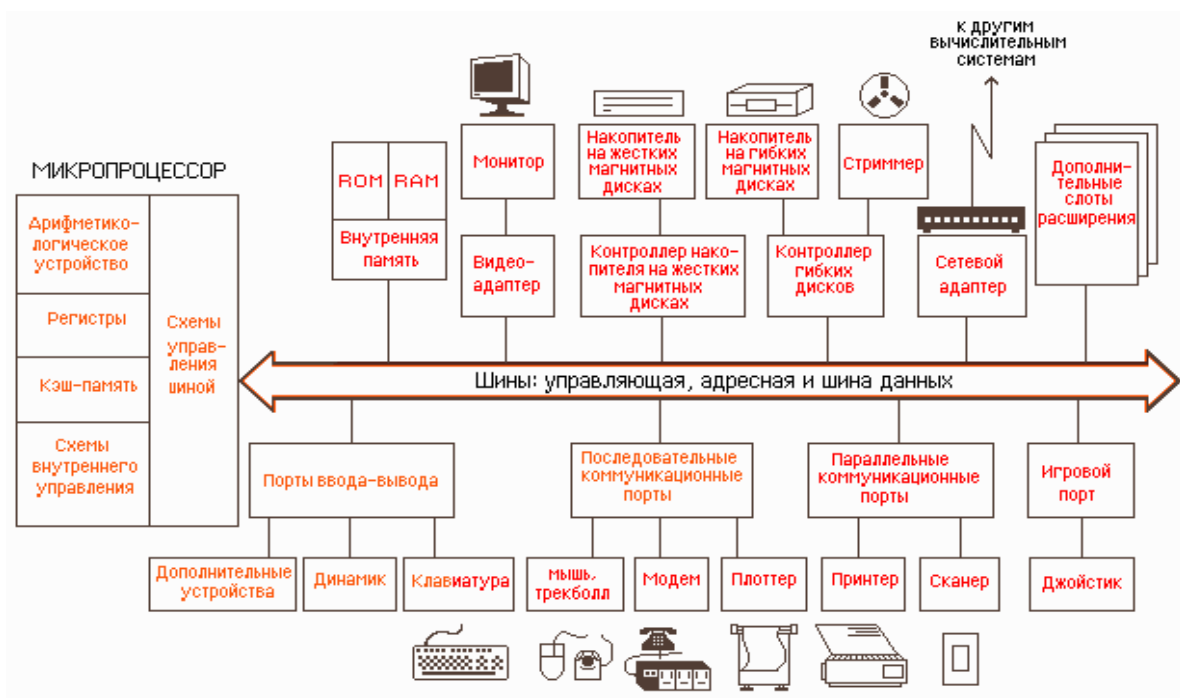 к другим
вычислительным
системам
МИКРОПРОЦЕССОР
Арифметико-
логическое
устройство
Регистры
Кэш-память
Схемы
внутреннего
управления
Схемы
управ-
ления
шиной
ROM
RAM
Внутренняя
память
Монитор
Видео-
адаптер
Накопитель
на жестких
магнитных
дисках
Контроллер нако-
пителя на жестких
магнитных
дисках
Накопитель
на гибких
магнитных
дисках
Контроллер
гибких
дисков
Стриммер
Сетевой
адаптер
Дополни-
тельные
слоты
расширения
Шины: управляющая, адресная и шина данных
Порты ввода-вывода
Последовательные
коммуникационные
порты
Параллельные
коммуникационные
порты
Игровой
порт
Дополнительные
устройства
Динамик
Клавиатура
мышь,
трекболл
Модем
Плоттер
Принтер
Сканер
Джойстик